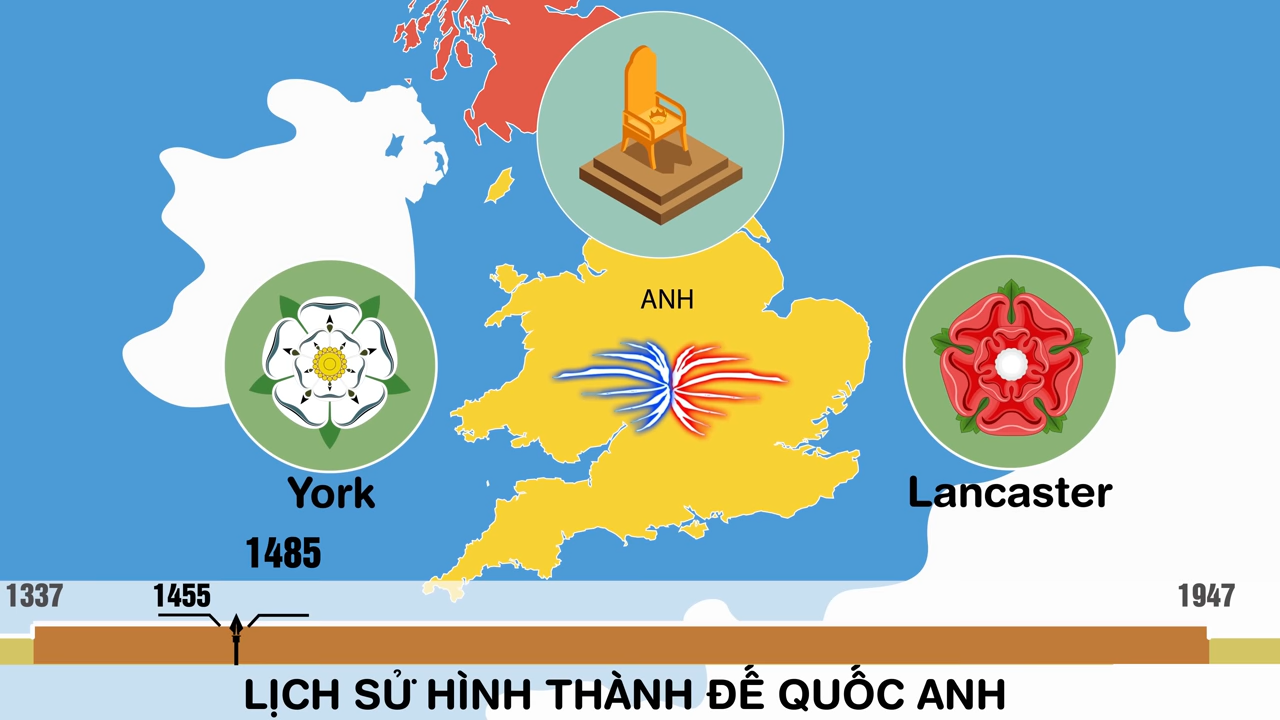 ANH
York
Lancaster
1485
1337
1455
1947
LỊCH SỬ HÌNH THÀNH ĐẾ QUỐC ANH